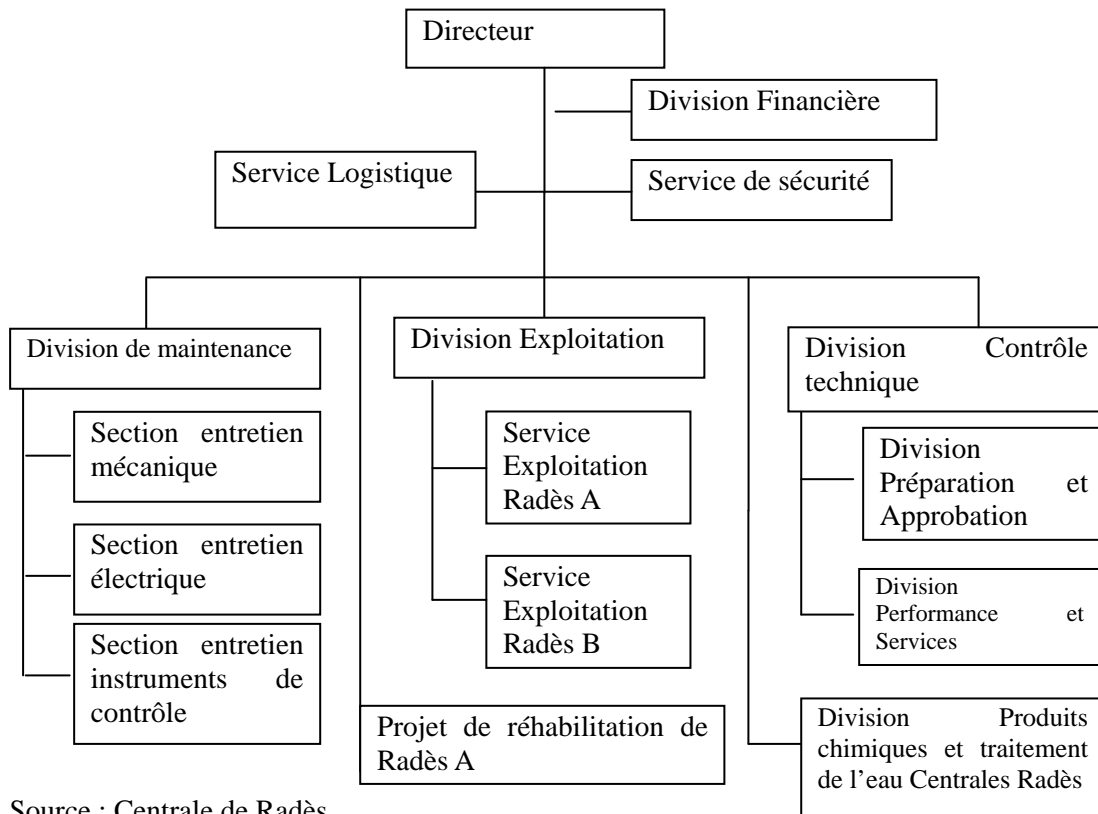 Directeur
Division Financière
Service Logistique
Service de sécurité
Division de maintenance
Section entretien
mécanique
Section entretien
électrique
Section entretien
instruments de
contrôle
Division Exploitation
Service
Exploitation
Radès A
Service
Exploitation
Radès B
Projet de réhabilitation de
Radès A
Division Contrôle
technique
Division
Préparation et
Approbation
Division
Performance et
Services
Division Produits
chimiques et traitement
de l’eau Centrales Radès
Source : Centrale de Radès